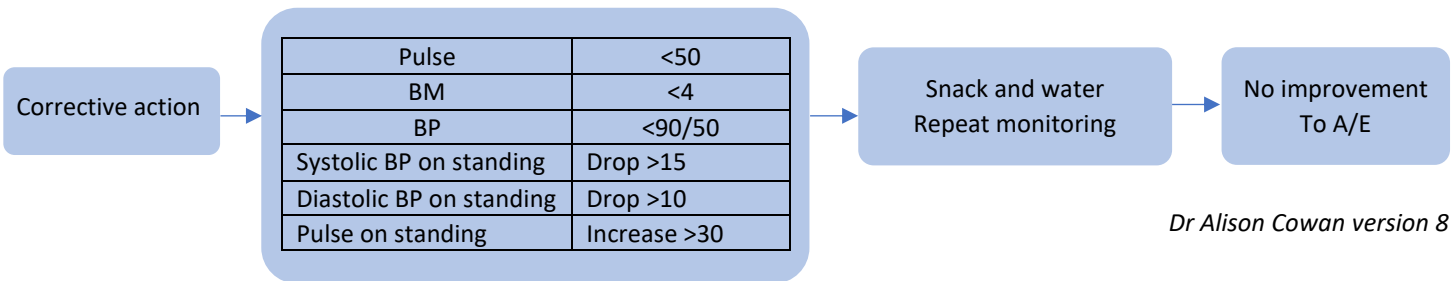 Corrective action
Pulse <50
BM <4
BP <90/50
Systolic BP on standing Drop >15
Diastolic BP on standing Drop >10
Pulse on standing Increase >30
Snack and water
Repeat monitoring
No improvement
To A/E
Dr Alison Cowan version 8